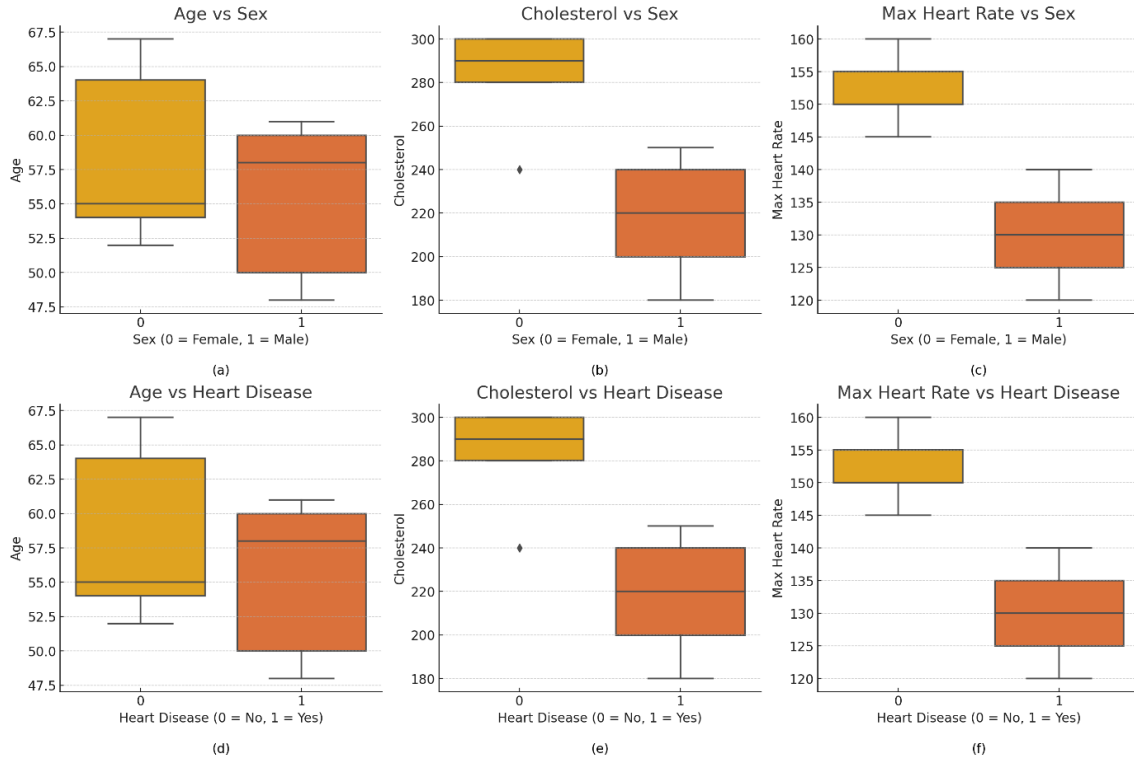 Age vs Sex
67.5
65.0
62.5
60.0
57.5
55.0
52.5
50.0
47.5
Age
0
1
Sex (0 = Female, 1 = Male)
(a)
Cholesterol vs Sex
300
280
260
240
220
200
180
Cholesterol
0
1
Sex (0 = Female, 1 = Male)
(b)
Max Heart Rate vs Sex
160
155
150
145
140
135
130
125
120
Max Heart Rate
0
1
Sex (0 = Female, 1 = Male)
(c)
Age vs Heart Disease
67.5
65.0
62.5
60.0
57.5
55.0
52.5
50.0
47.5
Age
0
1
Heart Disease (0 = No, 1 = Yes)
(d)
Cholesterol vs Heart Disease
300
280
260
240
220
200
180
Cholesterol
0
1
Heart Disease (0 = No, 1 = Yes)
(e)
Max Heart Rate vs Heart Disease
160
155
150
145
140
135
130
125
120
Max Heart Rate
0
1
Heart Disease (0 = No, 1 = Yes)
(f)